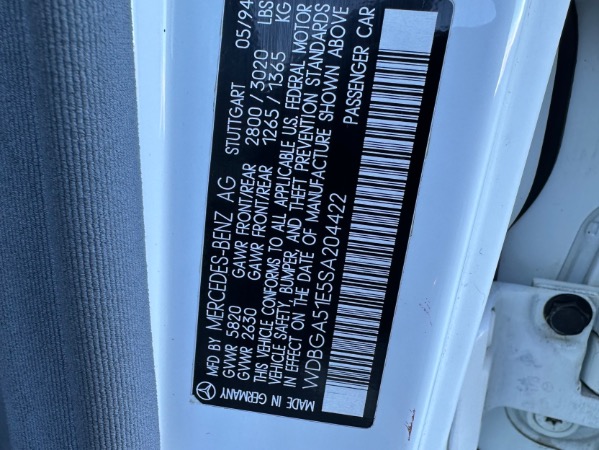 MFD BY MERCEDES-BENZ AG STUTTGART 05/94
GVWR 5820 GAWR FRONT/REAR 2800 / 3020 LBS
GVWR 2630 GAWR FRONT/REAR 1265 / 1365 KG
THIS VEHICLE CONFORMS TO ALL APPLICABLE U.S. FEDERAL MOTOR
VEHICLE SAFETY, BUMPER, AND THEFT PREVENTION STANDARDS
IN EFFECT ON THE DATE OF MANUFACTURE SHOWN ABOVE
WDBGA51E5SA204422 PASSENGER CAR
MADE IN GERMANY